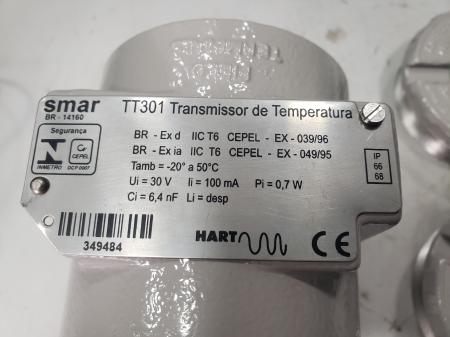 smar
BR - 14160
TT301 Transmissor de Temperatura
Segurança
INMETRO
CEPEL
OCP 0007
BR - Ex d IIC T6 CEPEL - EX - 039/96
BR - Ex ia IIC T6 CEPEL - EX - 049/95
Tamb = -20° a 50°C
Ui = 30 V Ii = 100 mA Pi = 0,7 W
Ci = 6,4 nF Li = desp
IP
66
68
349484
HART
CE